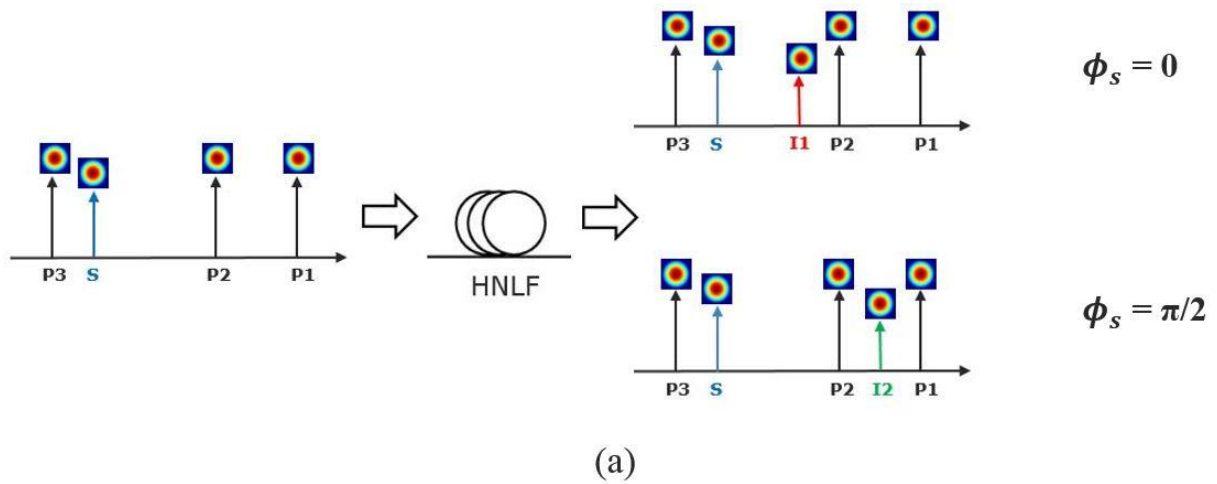 P3 S I1 P2 P1
ϕₛ = 0
P3 S P2 P1
HNLF
P3 S P2 I2 P1
ϕₛ = π/2
(a)